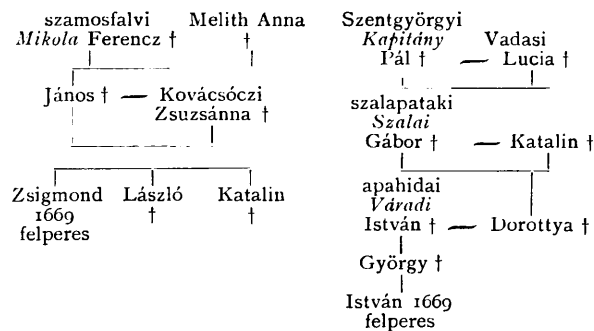 szamosfalvi Melith Anna
Mikola Ferencz † †
János † — Kovácsóczi
Zsuzsánna †
Zsigmond László Katalin
1669 † †
felperes
Szentgyörgyi
Kapitány Vadasi
Pál † — Lucia †
szalapataki
Szalai
Gábor † — Katalin †
apahidai
Váradi
István † — Dorottya †
György †
István 1669
felperes